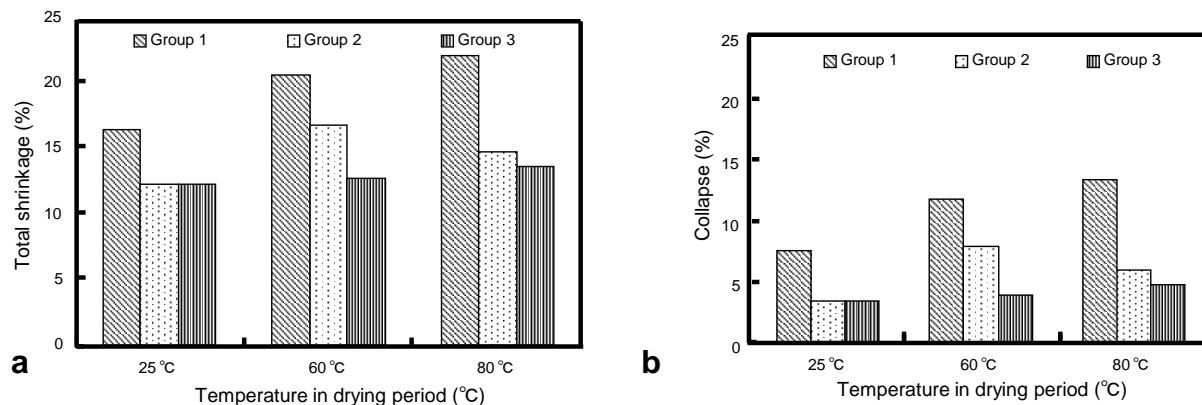 25
20
15
10
5
0
Total shrinkage (%)
Group 1 Group 2 Group 3
25 ℃ 60 ℃ 80 ℃
Temperature in drying period (℃)
a
25
20
15
10
5
0
Collapse (%)
Group 1 Group 2 Group 3
25 ℃ 60 ℃ 80 ℃
Temperature in drying period (℃)
b